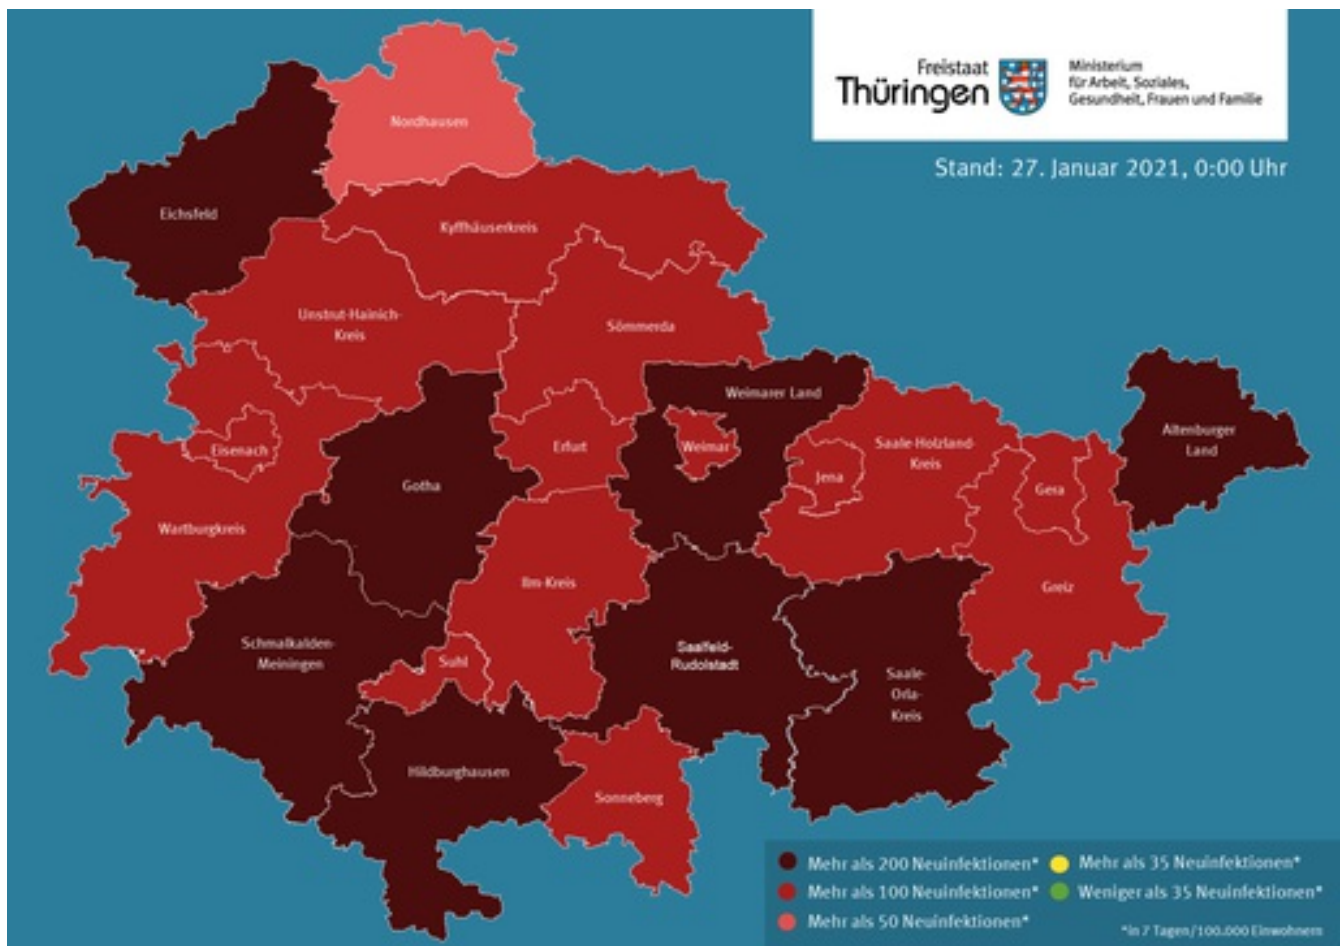 Freistaat
Thüringen
Ministerium
für Arbeit, Soziales,
Gesundheit, Frauen und Familie
Stand: 27. Januar 2021, 0:00 Uhr
Nordhausen
Eichsfeld
Kyffhäuserkreis
Unstrut-Hainich-
Kreis
Sömmerda
Weimarer Land
Altenburger
Land
Eisenach
Erfurt
Weimar
Saale-Holzland-
Kreis
Jena
Gera
Gotha
Wartburgkreis
Ilm-Kreis
Greiz
Schmalkalden-
Meiningen
Suhl
Saalfeld-
Rudolstadt
Saale-
Orla-
Kreis
Hildburghausen
Sonneberg
Mehr als 200 Neuinfektionen*
Mehr als 100 Neuinfektionen*
Mehr als 50 Neuinfektionen*
Mehr als 35 Neuinfektionen*
Weniger als 35 Neuinfektionen*
*in 7 Tagen/100.000 Einwohnern